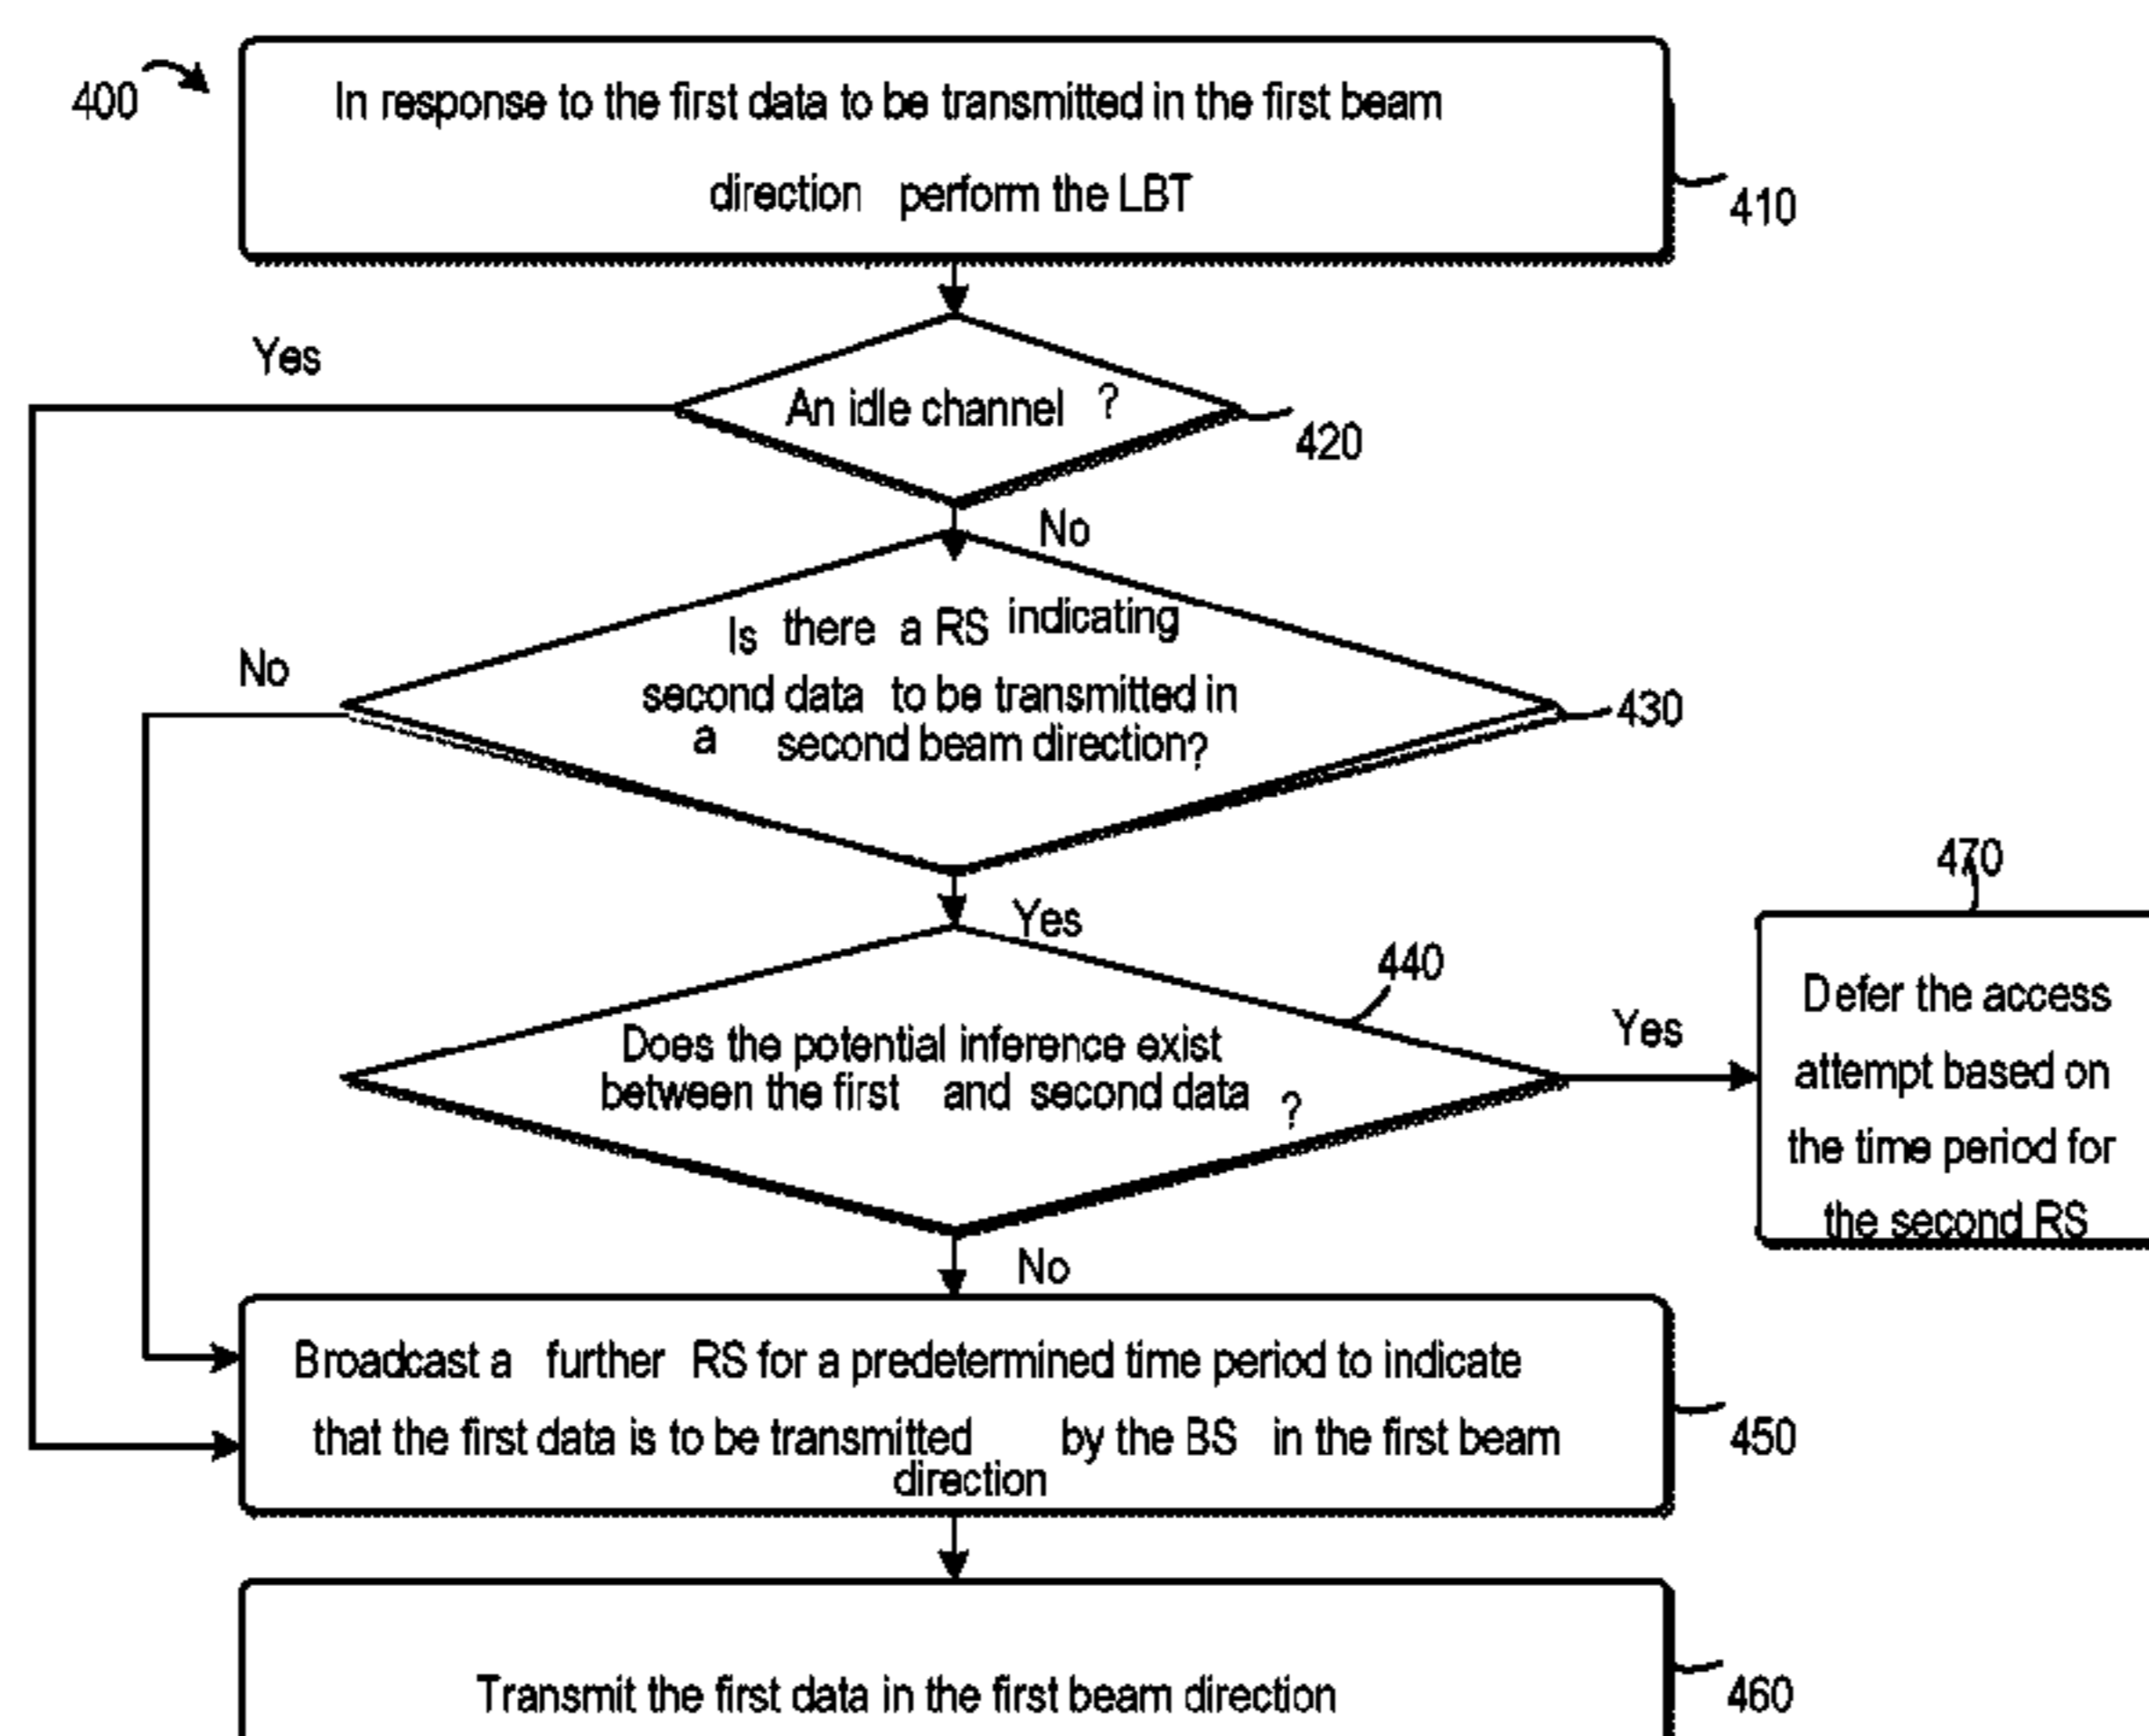 400
In response to the first data to be transmitted in the first beam
direction perform the LBT
410
Yes
An idle channel ?
420
No
Is there a RS indicating
second data to be transmitted in
a second beam direction?
430
No
Yes
440
Does the potential inference exist
between the first and second data ?
Yes
470
Defer the access
attempt based on
the time period for
the second RS
No
Broadcast a further RS for a predetermined time period to indicate
that the first data is to be transmitted by the BS in the first beam
direction
450
Transmit the first data in the first beam direction
460